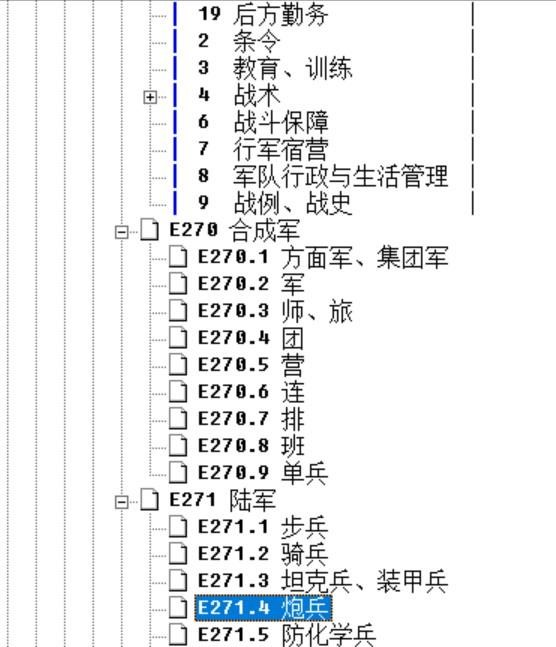 19 后方勤务
2 条令
3 教育、训练
4 战术
6 战斗保障
7 行军宿营
8 军队行政与生活管理
9 战例、战史
E270 合成军
E270.1 方面军、集团军
E270.2 军
E270.3 师、旅
E270.4 团
E270.5 营
E270.6 连
E270.7 排
E270.8 班
E270.9 单兵
E271 陆军
E271.1 步兵
E271.2 骑兵
E271.3 坦克兵、装甲兵
E271.4 炮兵
E271.5 防化学兵